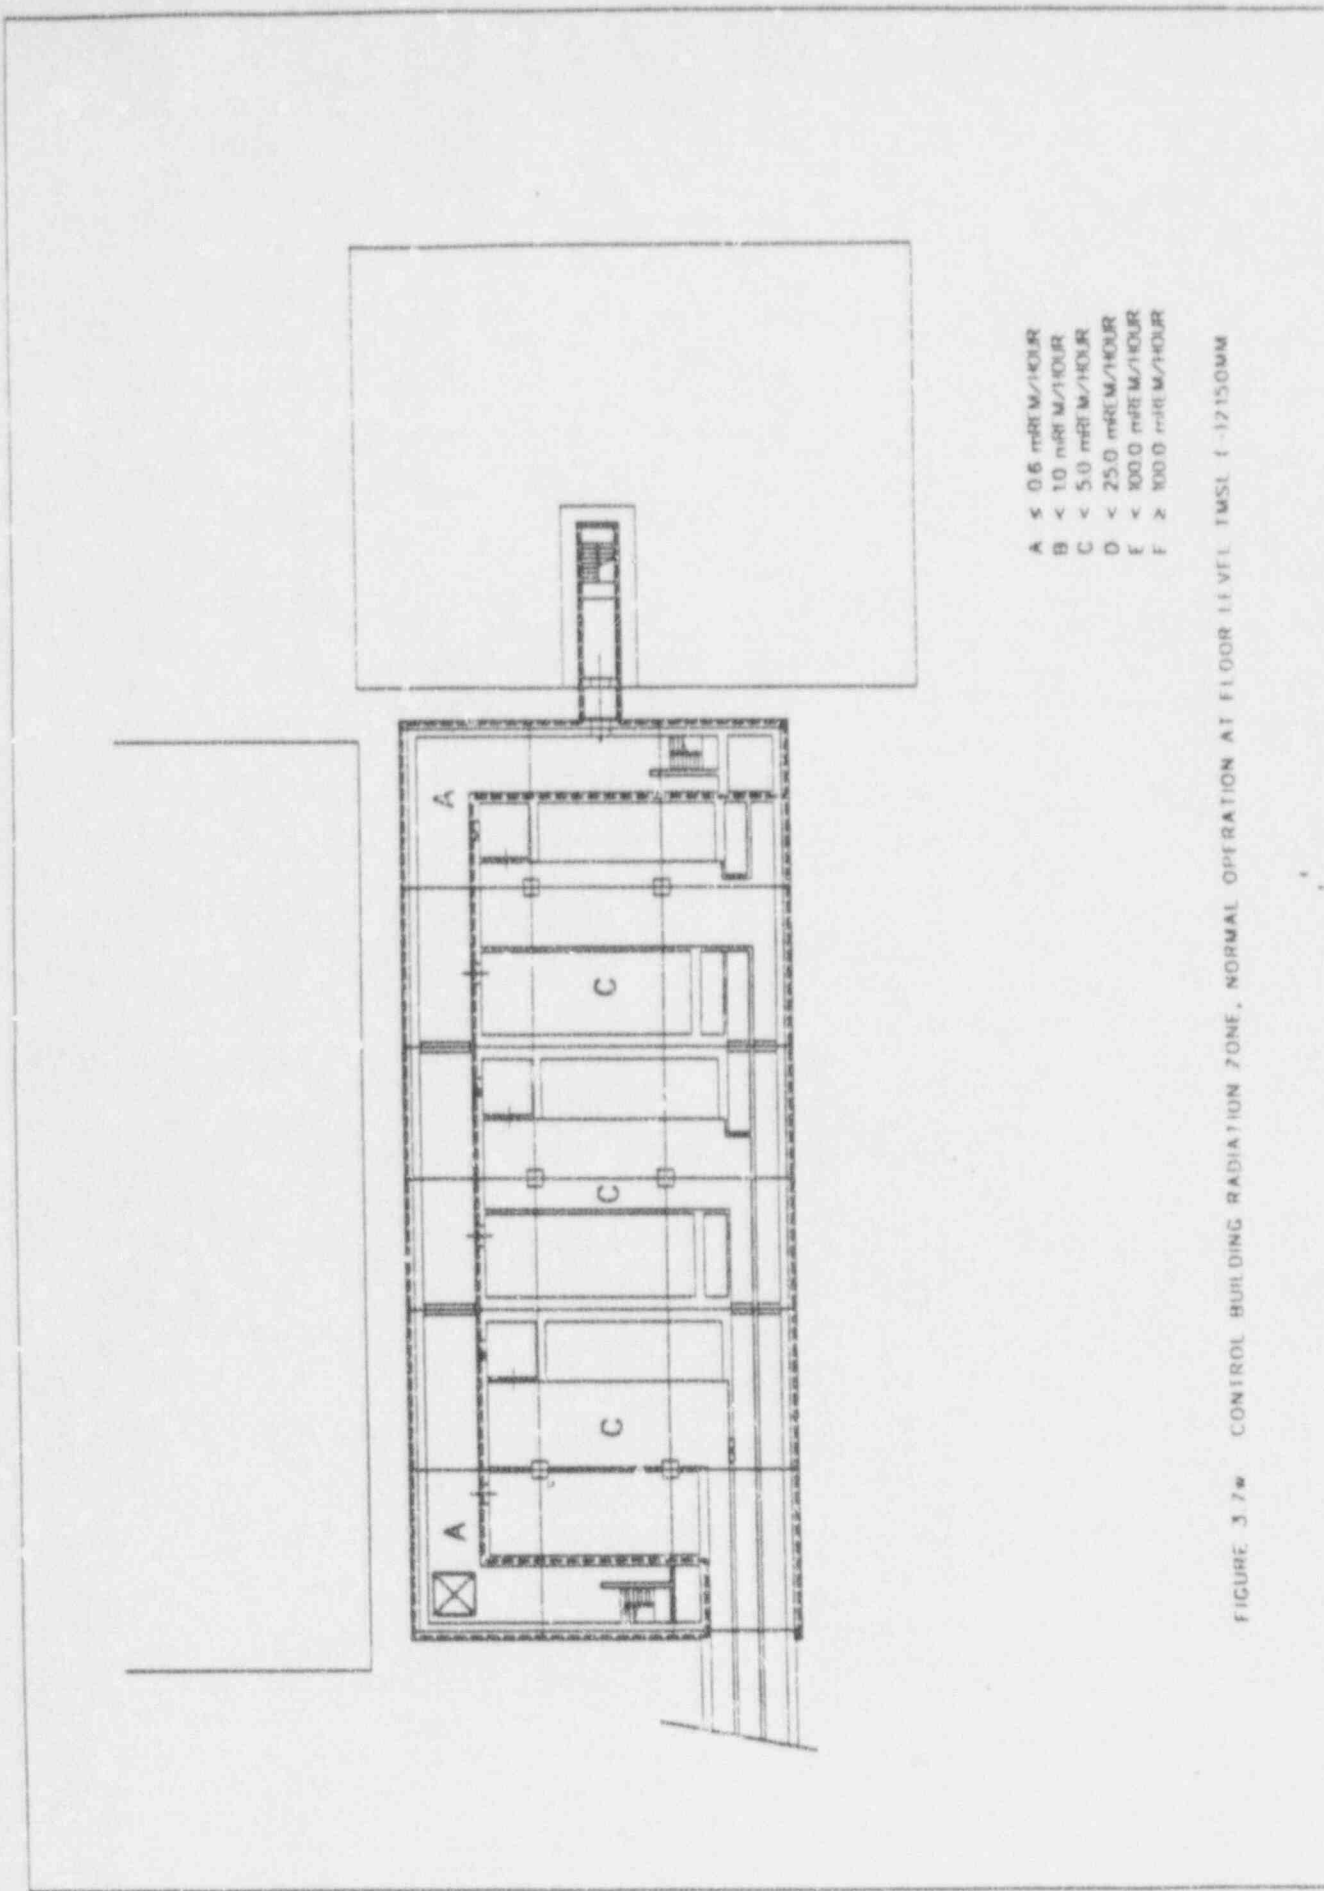 A
C
C
C
A
A ≤ 0.6 mREM/HOUR
B < 1.0 mREM/HOUR
C < 5.0 mREM/HOUR
D < 25.0 mREM/HOUR
E < 100.0 mREM/HOUR
F ≥ 100.0 mREM/HOUR
FIGURE 3.7w CONTROL BUILDING RADIATION ZONE, NORMAL OPERATION AT FLOOR LEVEL TMSL (-)2150MM